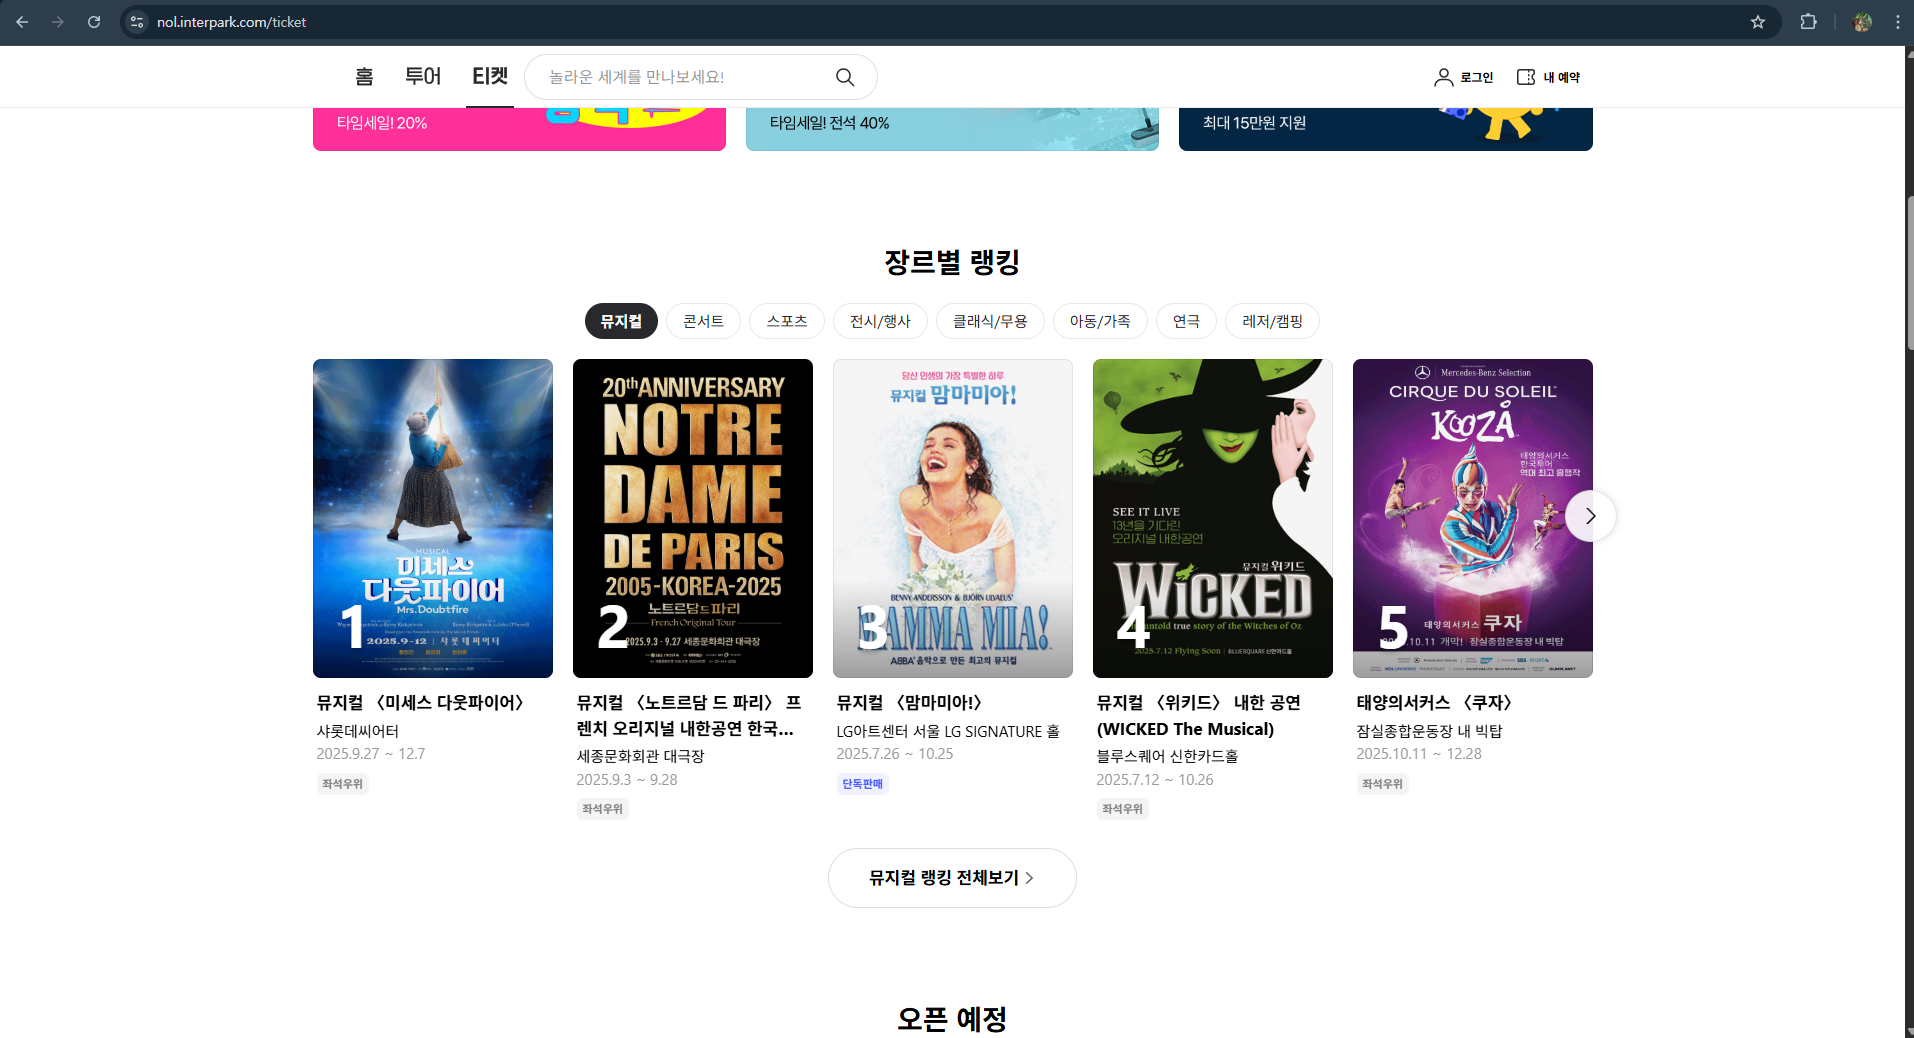 nol.interpark.com/ticket
홈
투어
티켓
놀라운 세계를 만나보세요!
로그인
내 예약
타임세일! 20%
타임세일! 전석 40%
최대 15만원 지원
장르별 랭킹
뮤지컬
콘서트
스포츠
전시/행사
클래식/무용
아동/가족
연극
레저/캠핑
MUSICAL
미세스
다웃파이어
Mrs.Doubtfire
2025.9-12 샤롯데씨어터
1
뮤지컬 〈미세스 다웃파이어〉
샤롯데씨어터
2025.9.27 ~ 12.7
좌석우위
20thANNIVERSARY
NOTRE
DAME
DE PARIS
2005-KOREA-2025
노트르담드파리
French Original Tour
2025.9.3 - 9.27 세종문화회관 대극장
2
뮤지컬 〈노트르담 드 파리〉 프
렌치 오리지널 내한공연 한국...
세종문화회관 대극장
2025.9.3 ~ 9.28
좌석우위
당신 인생의 가장 특별한 하루
뮤지컬 맘마미아!
BENNY ANDERSSON & BJÖRN ULVAEUS'
MAMMA MIA!
ABBA 음악으로 만든 최고의 뮤지컬
3
뮤지컬 〈맘마미아!〉
LG아트센터 서울 LG SIGNATURE 홀
2025.7.26 ~ 10.25
단독판매
SEE IT LIVE
13년을 기다린
오리지널 내한공연
뮤지컬 위키드
WICKED
untold true story of the Witches of Oz
2025.7.12 Flying Soon | BLUESQUARE 신한카드홀
4
뮤지컬 〈위키드〉 내한 공연
(WICKED The Musical)
블루스퀘어 신한카드홀
2025.7.12 ~ 10.26
좌석우위
Mercedes-Benz Selection
CIRQUE DU SOLEIL
KOOZA
태양의서커스
한국투어
역대 최고 흥행작
태양의서커스 쿠자
10.11 개막! 잠실종합운동장 내 빅탑
5
태양의서커스 〈쿠자〉
잠실종합운동장 내 빅탑
2025.10.11 ~ 12.28
좌석우위
뮤지컬 랭킹 전체보기
오픈 예정